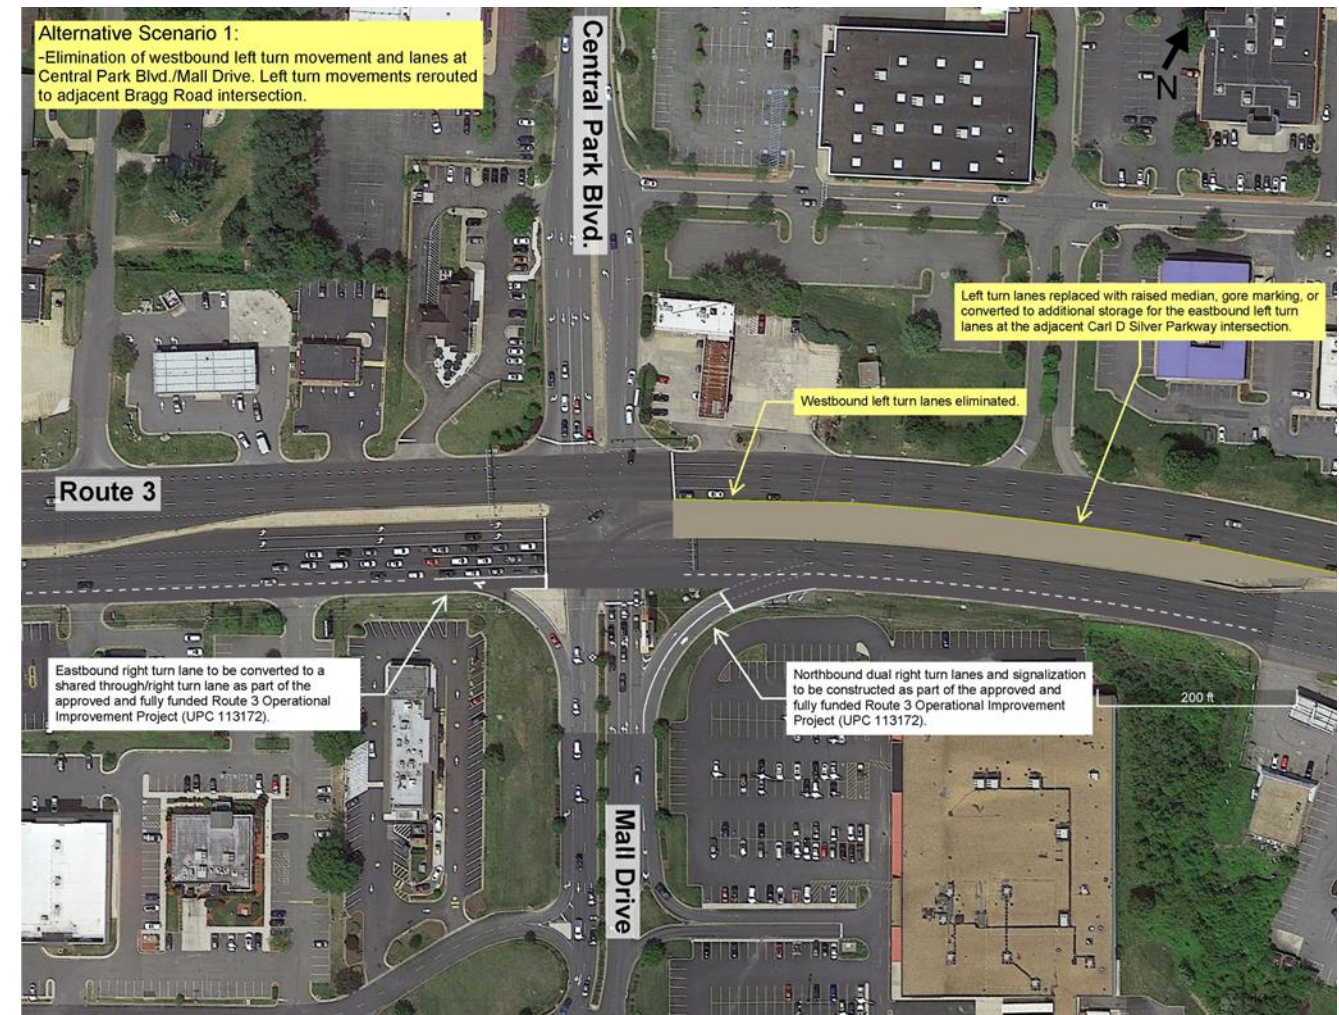 Alternative Scenario 1:
-Elimination of westbound left turn movement and lanes at
Central Park Blvd./Mall Drive. Left turn movements rerouted
to adjacent Bragg Road intersection.
Central Park Blvd.
N
Left turn lanes replaced with raised median, gore marking, or
converted to additional storage for the eastbound left turn
lanes at the adjacent Carl D Silver Parkway intersection.
Westbound left turn lanes eliminated.
Route 3
Eastbound right turn lane to be converted to a
shared through/right turn lane as part of the
approved and fully funded Route 3 Operational
Improvement Project (UPC 113172).
Northbound dual right turn lanes and signalization
to be constructed as part of the approved and
fully funded Route 3 Operational Improvement
Project (UPC 113172).
200 ft
Mall Drive